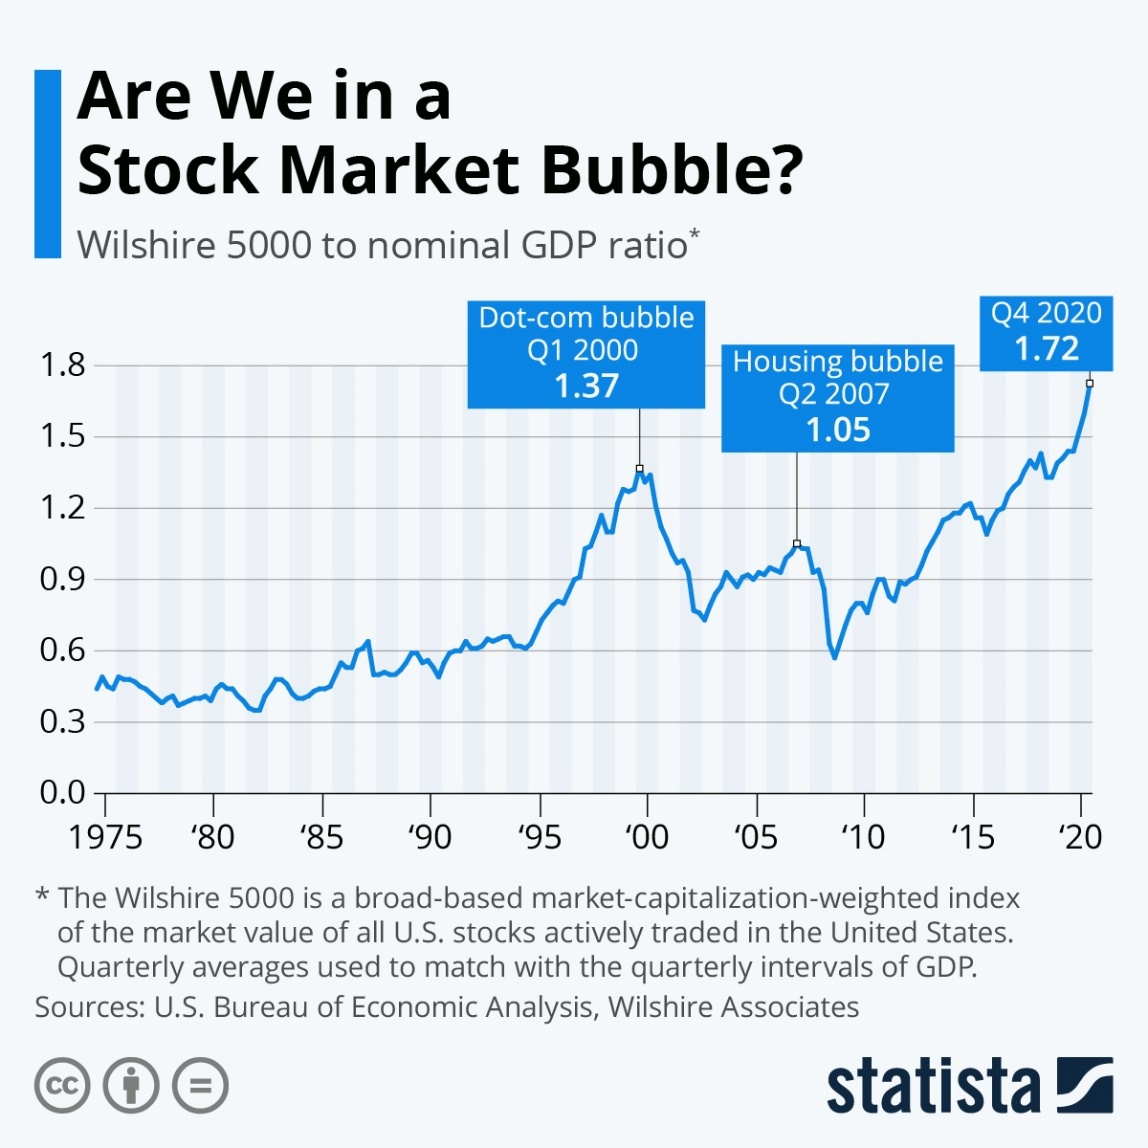 Are We in a
Stock Market Bubble?
Wilshire 5000 to nominal GDP ratio*
Dot-com bubble
Q1 2000
1.37
Housing bubble
Q2 2007
1.05
Q4 2020
1.72
1.8
1.5
1.2
0.9
0.6
0.3
0.0
1975 ‘80 ‘85 ‘90 ‘95 ‘00 ‘05 ‘10 ‘15 ‘20
* The Wilshire 5000 is a broad-based market-capitalization-weighted index
of the market value of all U.S. stocks actively traded in the United States.
Quarterly averages used to match with the quarterly intervals of GDP.
Sources: U.S. Bureau of Economic Analysis, Wilshire Associates
cc
=
statista